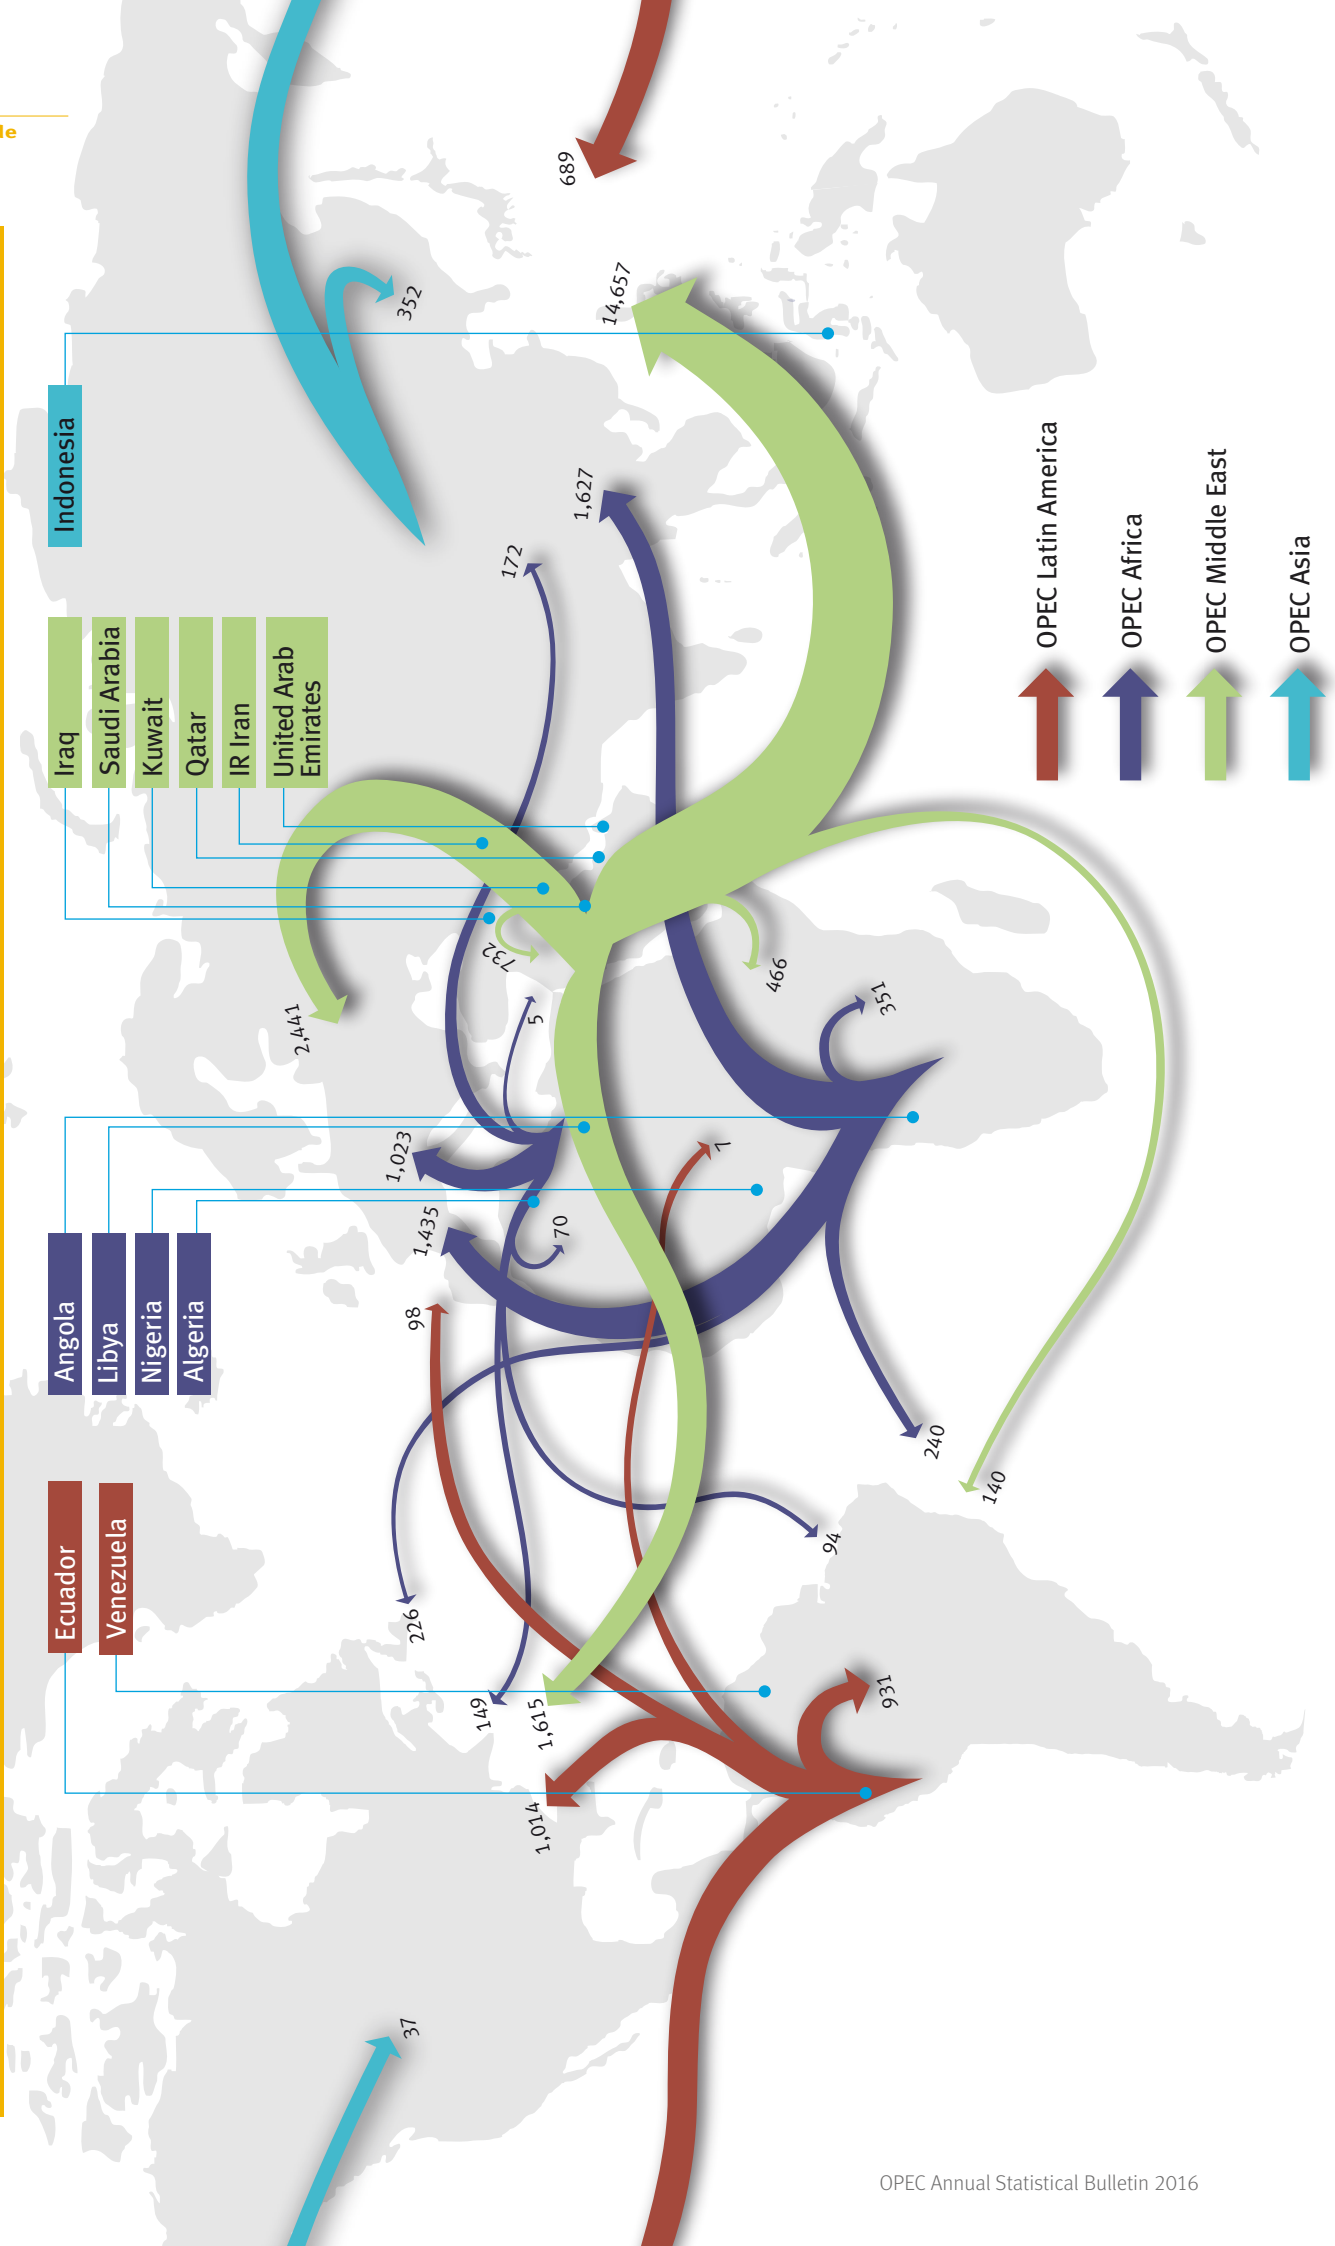 le
Ecuador
Venezuela
Angola
Libya
Nigeria
Algeria
Iraq
Saudi Arabia
Kuwait
Qatar
IR Iran
United Arab
Emirates
Indonesia
37
1,014
1,615
149
226
931
94
98
140
240
1,435
1,023
70
7
5
2,441
732
351
466
172
1,627
352
14,657
689
OPEC Latin America
OPEC Africa
OPEC Middle East
OPEC Asia
OPEC Annual Statistical Bulletin 2016